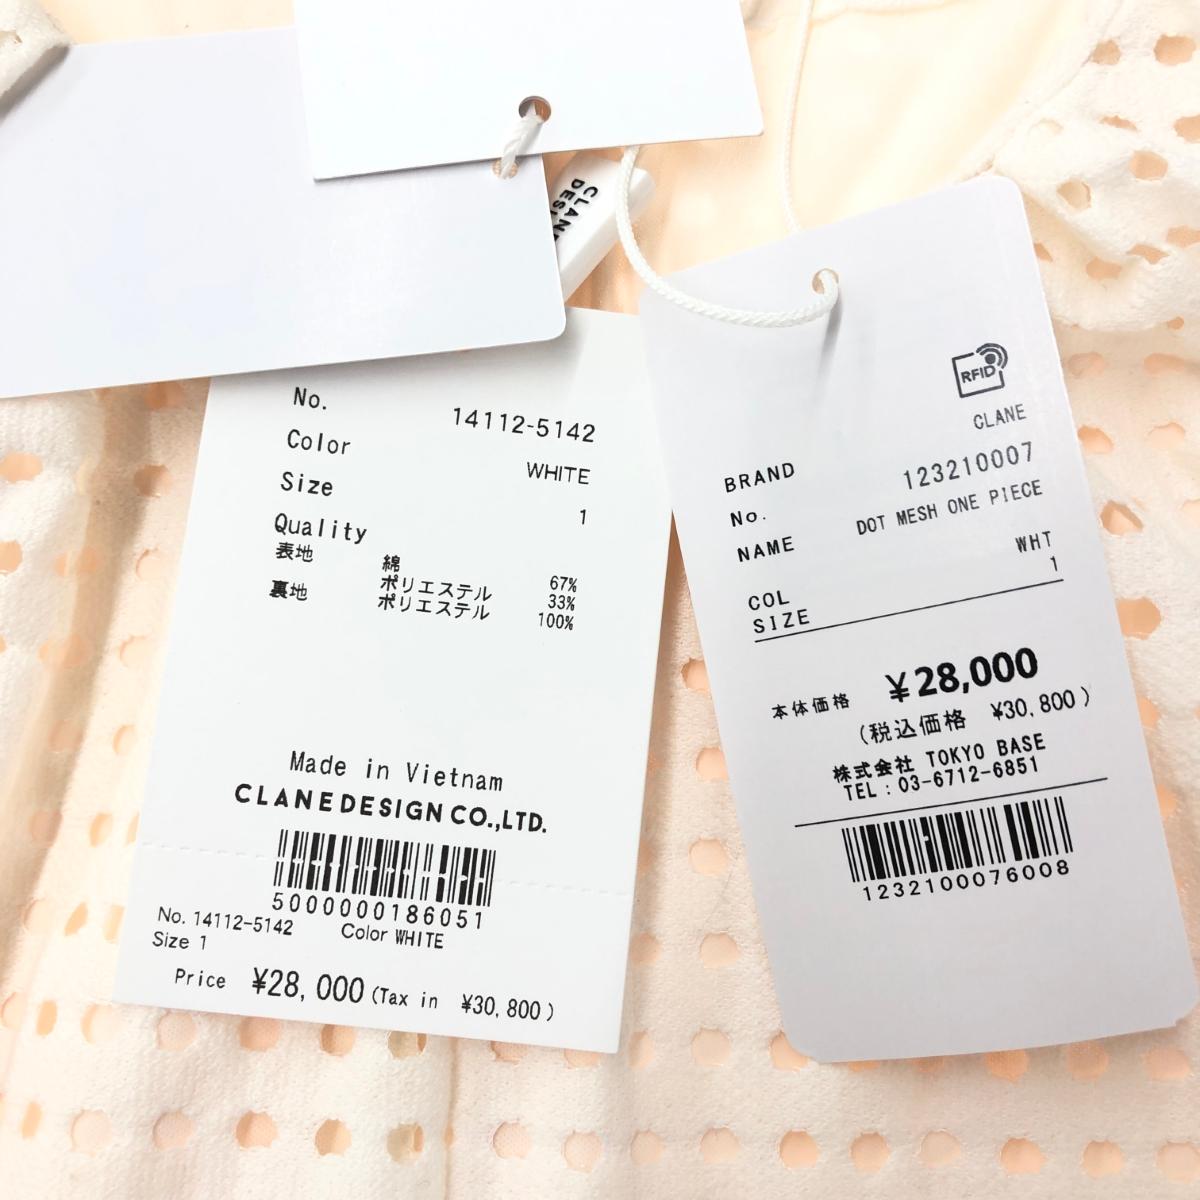 CLANE
DESIGN
No. 14112-5142
Color WHITE
Size 1
Quality
表地 綿 67%
ポリエステル 33%
裏地 ポリエステル 100%
Made in Vietnam
CLANE DESIGN CO.,LTD.
5000000186051
No. 14112-5142 Color WHITE
Size 1
Price ¥28,000 (Tax in ¥30,800)
RFID
BRAND CLANE
No. 123210007
NAME DOT MESH ONE PIECE
COL WHT
SIZE 1
本体価格 ¥28,000
(税込価格 ¥30,800)
株式会社 TOKYO BASE
TEL:03-6712-6851
1232100076008